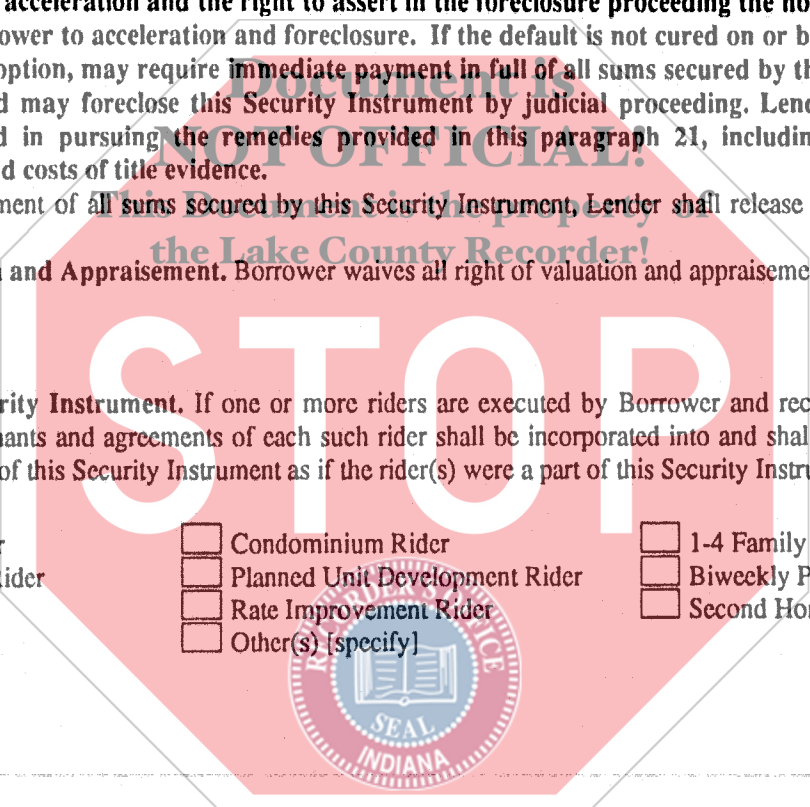 acceleration and the right to assert in the foreclosure proceeding the no
ower to acceleration and foreclosure. If the default is not cured on or b
option, may require immediate payment in full of all sums secured by th
d may foreclose this Security Instrument by judicial proceeding. Lend
d in pursuing the remedies provided in this paragraph 21, includin
d costs of title evidence.
ment of all sums secured by this Security Instrument, Lender shall release
n and Appraisement. Borrower waives all right of valuation and appraiseme
Document is
NOT OFFICIAL!
This Document is the property of
the Lake County Recorder!
STOP
rity Instrument. If one or more riders are executed by Borrower and rec
nants and agreements of each such rider shall be incorporated into and shal
of this Security Instrument as if the rider(s) were a part of this Security Instru
r
Condominium Rider
1-4 Family
Rider
Planned Unit Development Rider
Biweekly P
Rate Improvement Rider
Second Ho
Other(s) [specify]
RECORDER'S OFFICE
SEAL
INDIANA